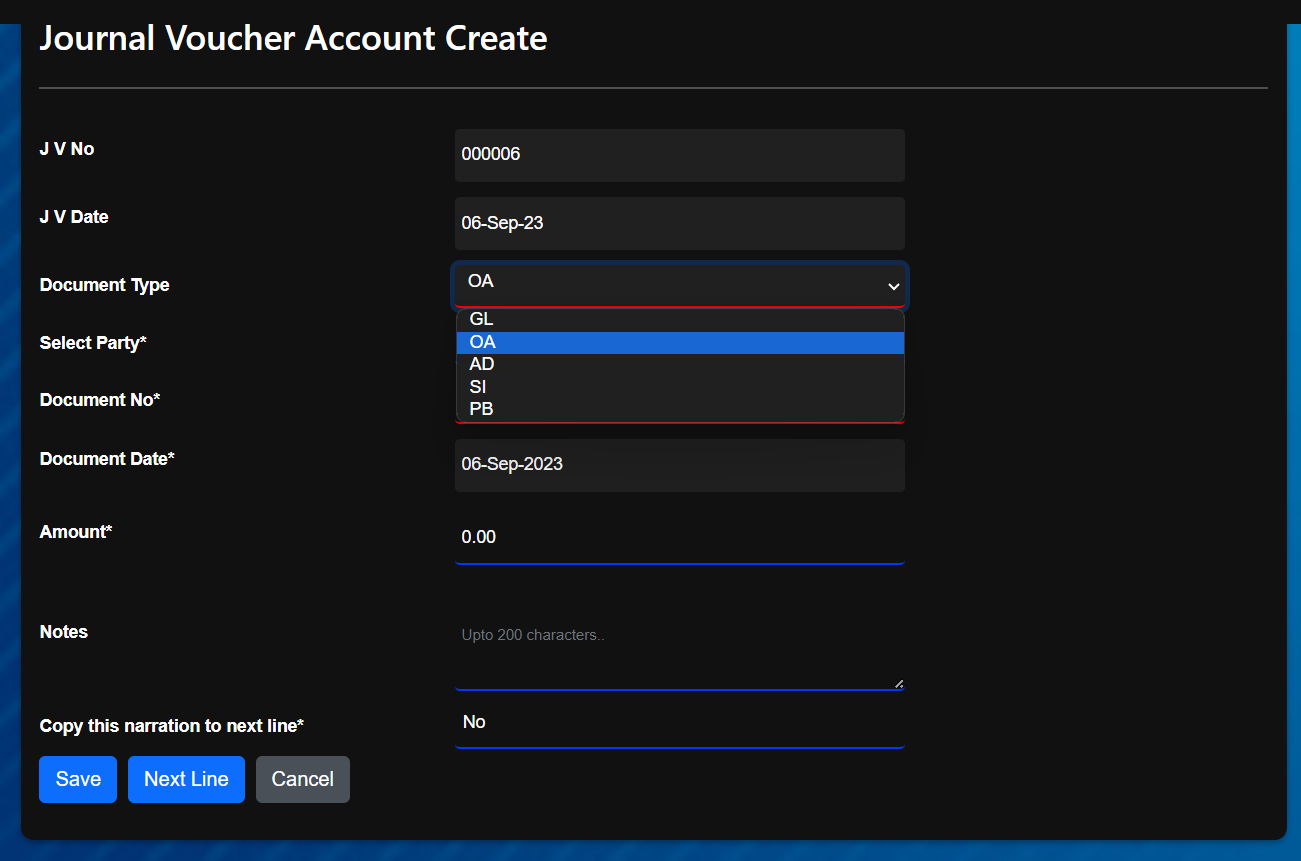 Journal Voucher Account Create
J V No
000006
J V Date
06-Sep-23
Document Type
OA
GL
OA
AD
SI
PB
Select Party*
Document No*
Document Date*
06-Sep-2023
Amount*
0.00
Notes
Upto 200 characters..
Copy this narration to next line*
No
Save Next Line Cancel